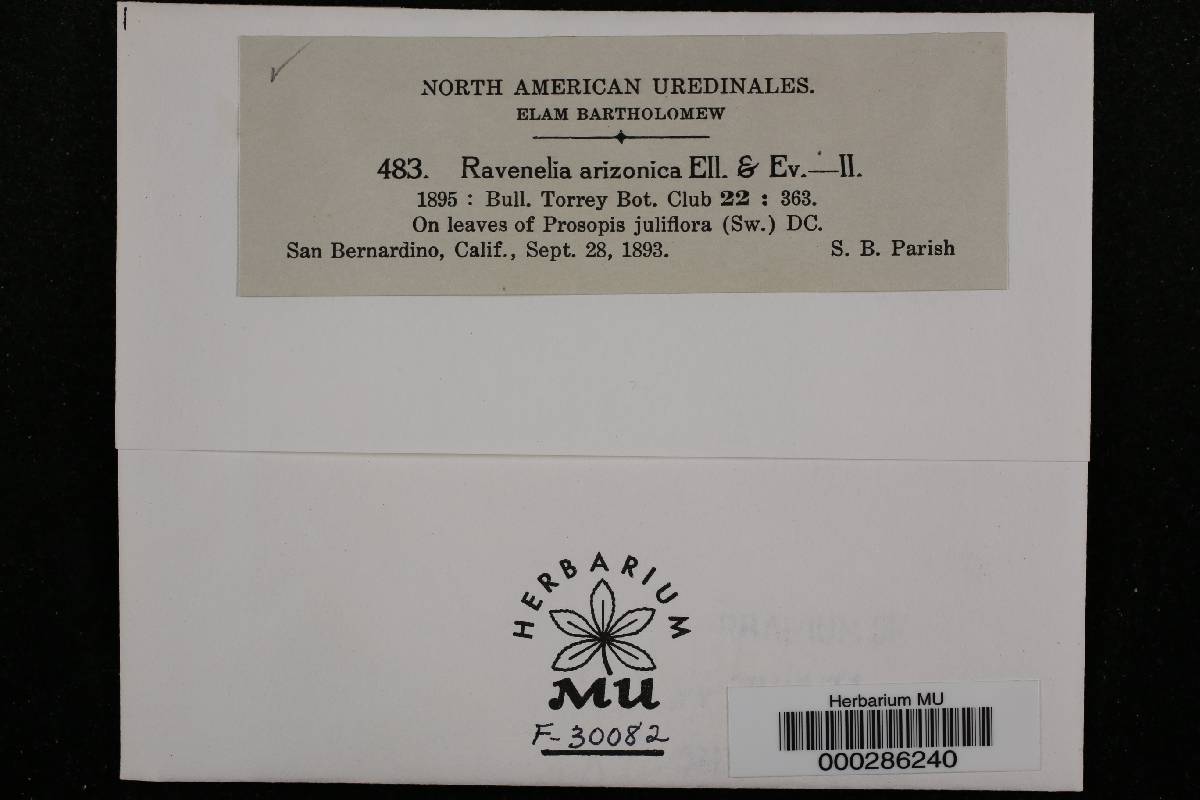 NORTH AMERICAN UREDINALES.
ELAM BARTHOLOMEW
483. Ravenelia arizonica Ell. & Ev.—II.
1895 : Bull. Torrey Bot. Club 22 : 363.
On leaves of Prosopis juliflora (Sw.) DC.
San Bernardino, Calif., Sept. 28, 1893. S. B. Parish
HERBARIUM
MU
F-30082
Herbarium MU
000286240